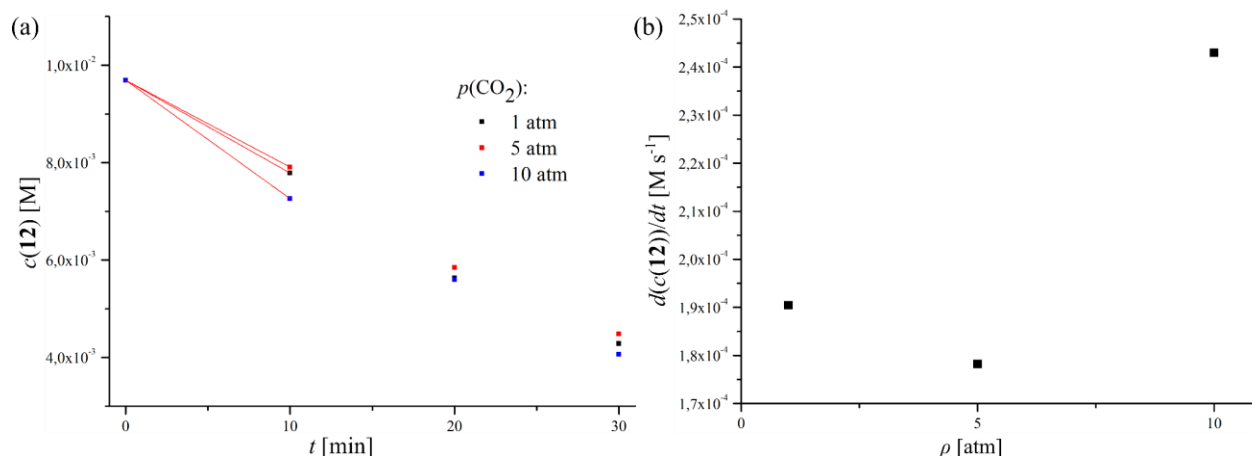 (a)
1,0x10⁻²
8,0x10⁻³
6,0x10⁻³
4,0x10⁻³
c(12) [M]
0
10
20
30
t [min]
p(CO₂):
1 atm
5 atm
10 atm
(b)
2,5x10⁻⁴
2,4x10⁻⁴
2,3x10⁻⁴
2,2x10⁻⁴
2,1x10⁻⁴
2,0x10⁻⁴
1,9x10⁻⁴
1,8x10⁻⁴
1,7x10⁻⁴
d(c(12))/dt [M s⁻¹]
0
5
10
ρ [atm]